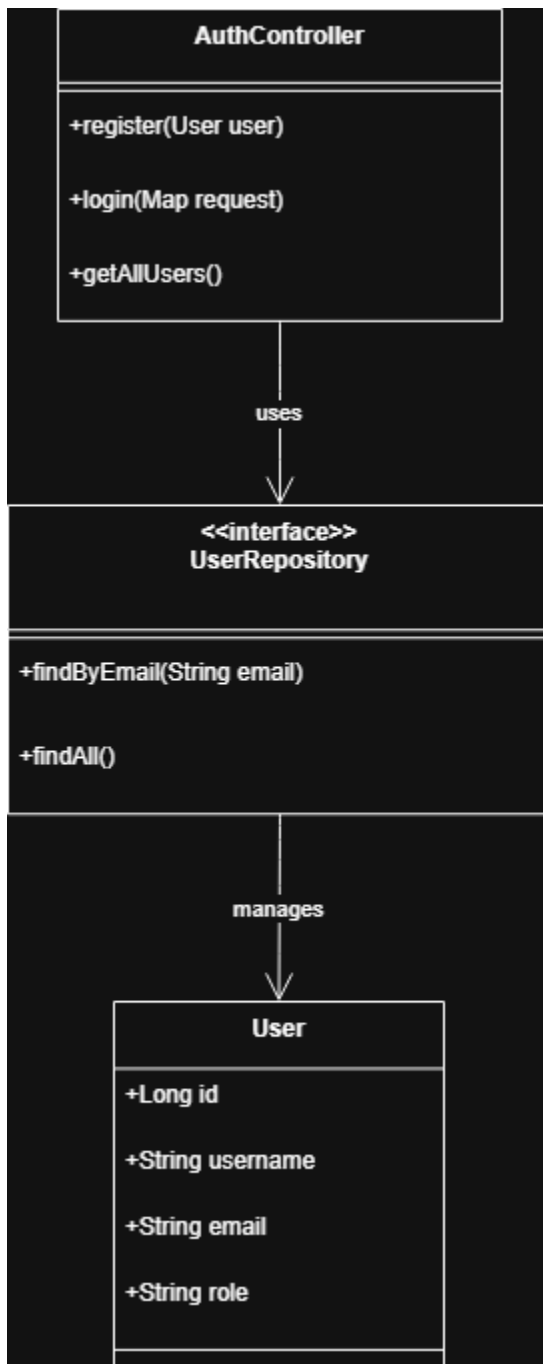 AuthController
+register(User user)
+login(Map request)
+getAllUsers()
uses
<<interface>>
UserRepository
+findByEmail(String email)
+findAll()
manages
User
+Long id
+String username
+String email
+String role